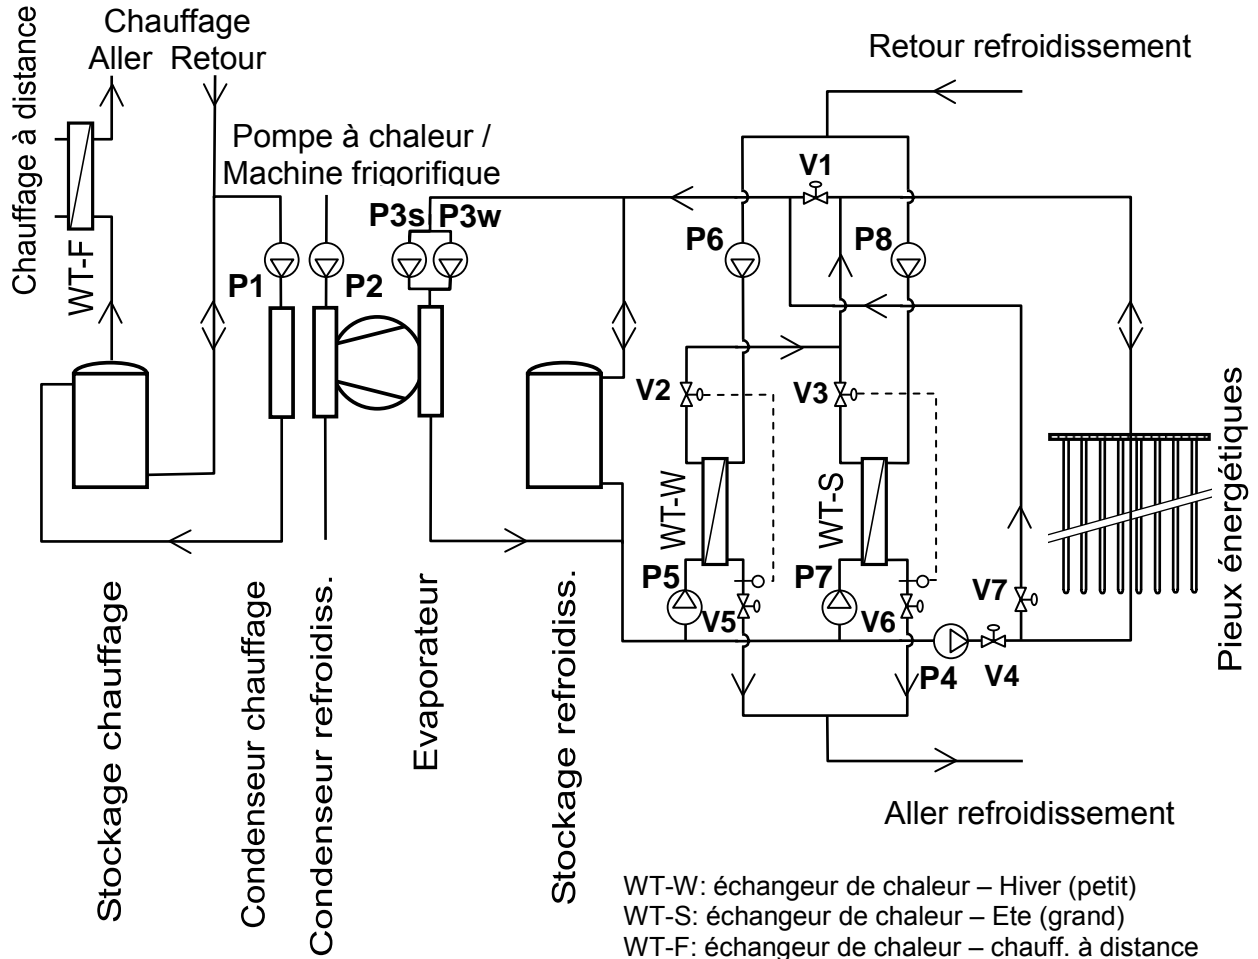 Chauffage
Aller Retour
Chauffage à distance
WT-F
Pompe à chaleur /
Machine frigorifique
Retour refroidissement
V1
P3s P3w
P6
P8
P1
P2
V2
V3
WT-W
WT-S
P5
P7
V5
V6
V7
P4
V4
Pieux énergétiques
Stockage chauffage
Condenseur chauffage
Condenseur refroidiss.
Evaporateur
Stockage refroidiss.
Aller refroidissement
WT-W: échangeur de chaleur – Hiver (petit)
WT-S: échangeur de chaleur – Ete (grand)
WT-F: échangeur de chaleur – chauff. à distance